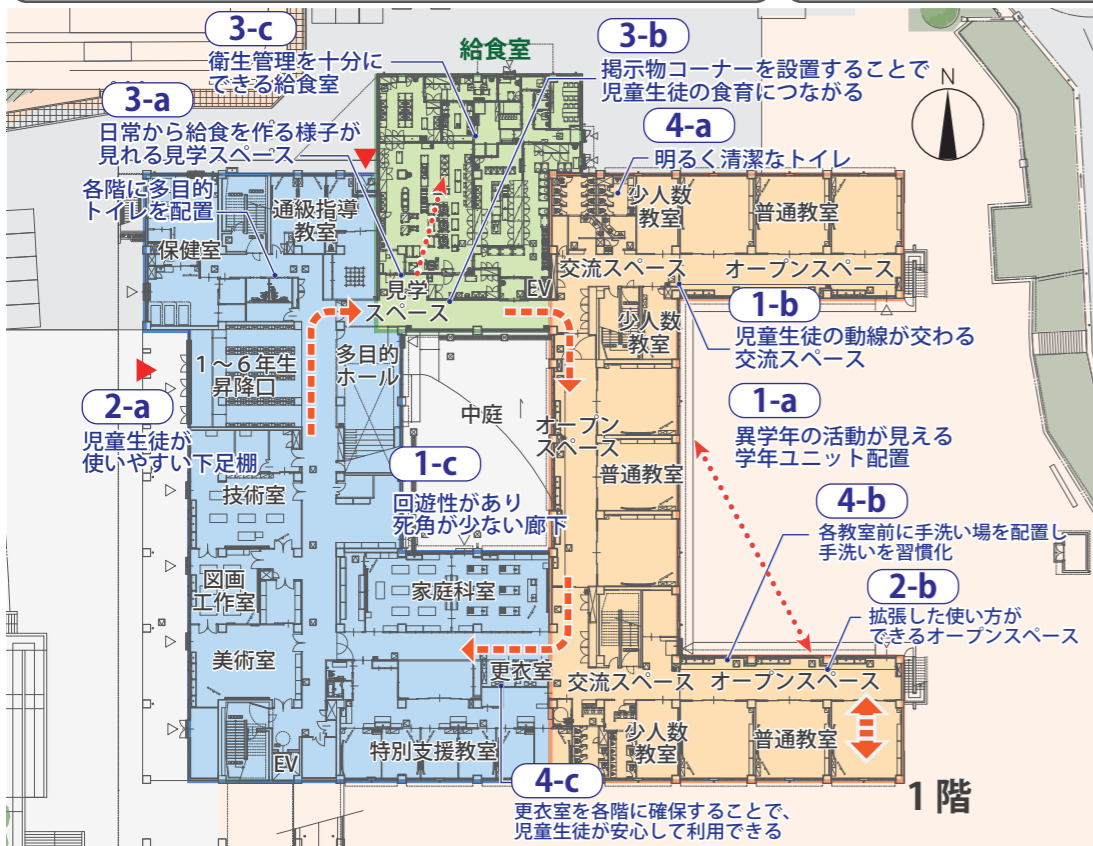 3-c
衛生管理を十分に
できる給食室
給食室
3-b
掲示物コーナーを設置することで
児童生徒の食育につながる
3-a
日常から給食を作る様子が
見れる見学スペース
4-a
明るく清潔なトイレ
N
各階に多目的
トイレを配置
保健室
通級指導
教室
少人数
教室
普通教室
見学
スペース
EV
交流スペース
オープンスペース
少人数
教室
1-b
児童生徒の動線が交わる
交流スペース
1~6年生
昇降口
多目的
ホール
中庭
オープン
スペース
普通教室
1-a
異学年の活動が見える
学年ユニット配置
2-a
児童生徒が
使いやすい下足棚
技術室
1-c
回遊性があり
死角が少ない廊下
4-b
各教室前に手洗い場を配置し
手洗いを習慣化
図画
工作室
家庭科室
2-b
拡張した使い方が
できるオープンスペース
美術室
更衣室
交流スペース
オープンスペース
EV
特別支援教室
少人数
教室
普通教室
4-c
更衣室を各階に確保することで、
児童生徒が安心して利用できる
1階